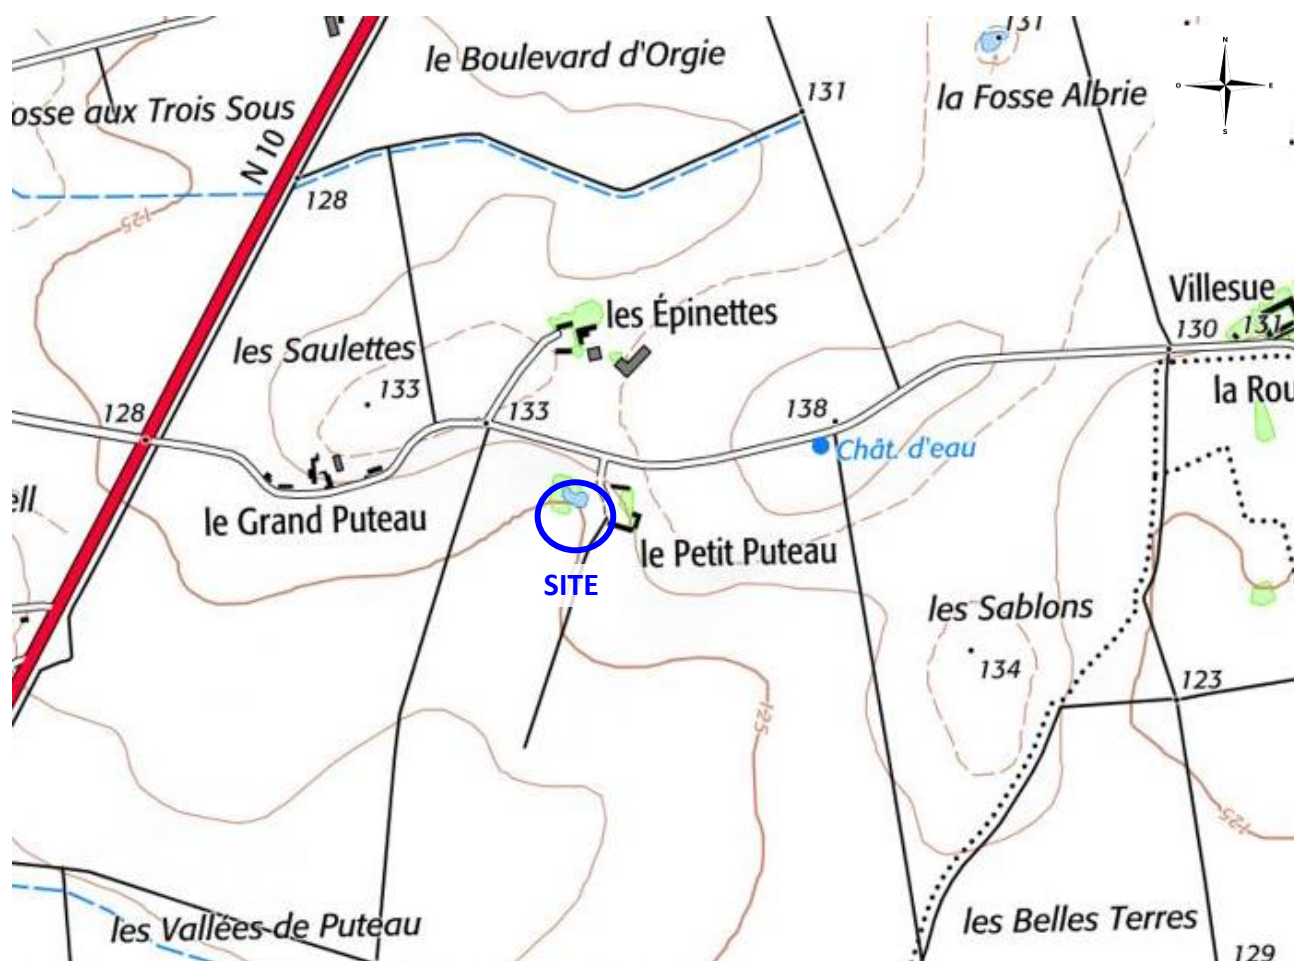 131
N
O
E
S
le Boulevard d'Orgie
131
la Fosse Albrie
osse aux Trois Sous
N 10
128
125
Villesue
les Épinettes
130
131
les Saulettes
133
la Rou
128
133
138
Chât. d'eau
ell
le Grand Puteau
le Petit Puteau
SITE
les Sablons
134
123
125
125
les Vallées de Puteau
les Belles Terres
129